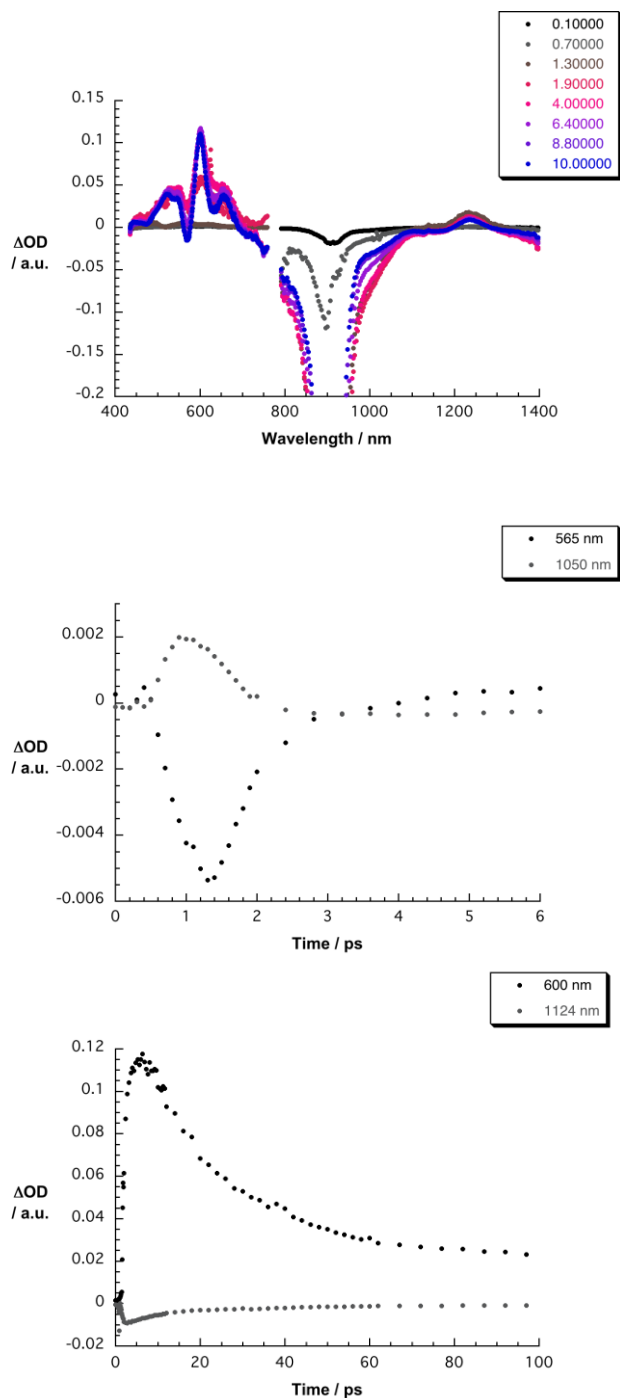 0.10000
0.70000
1.30000
1.90000
4.00000
6.40000
8.80000
10.00000
0.15
0.1
0.05
0
-0.05
-0.1
-0.15
-0.2
ΔOD
/ a.u.
400 600 800 1000 1200 1400
Wavelength / nm
565 nm
1050 nm
0.002
0
-0.002
-0.004
-0.006
ΔOD
/ a.u.
0 1 2 3 4 5 6
Time / ps
600 nm
1124 nm
0.12
0.1
0.08
0.06
0.04
0.02
0
-0.02
ΔOD
/ a.u.
0 20 40 60 80 100
Time / ps